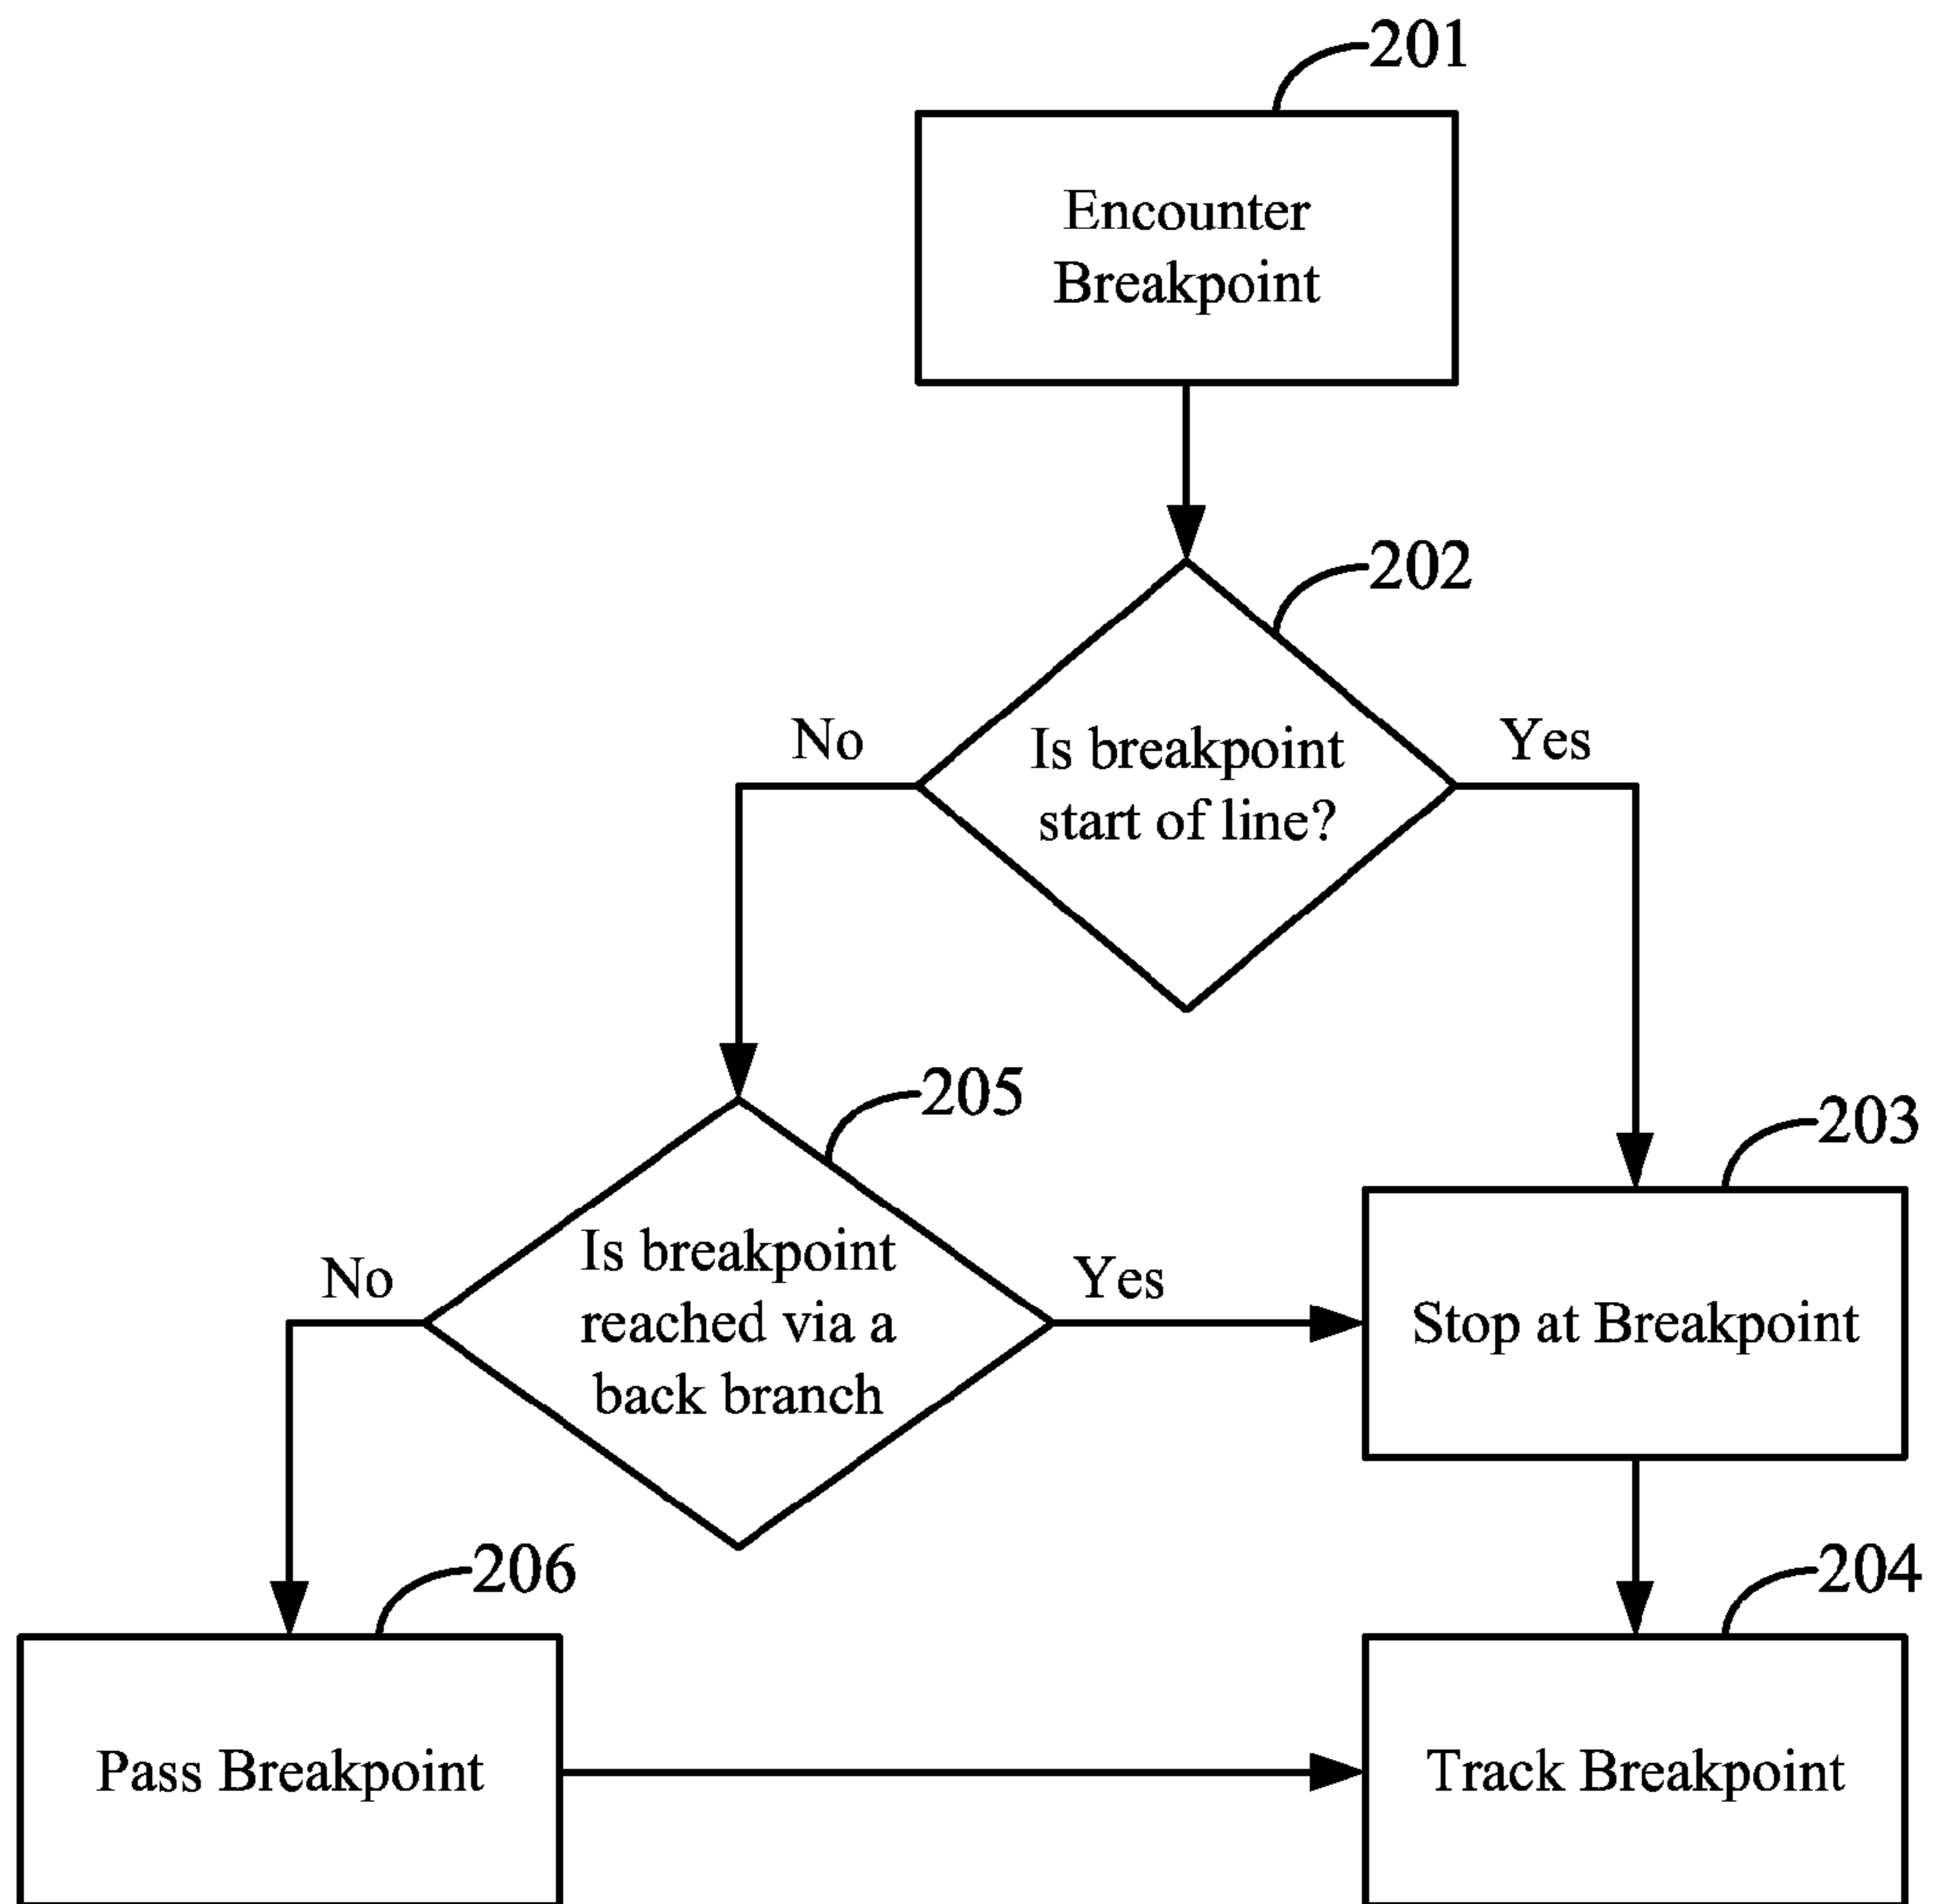 201
Encounter
Breakpoint
202
No
Is breakpoint
start of line?
Yes
205
203
No
Is breakpoint
reached via a
back branch
Yes
Stop at Breakpoint
206
204
Pass Breakpoint
Track Breakpoint